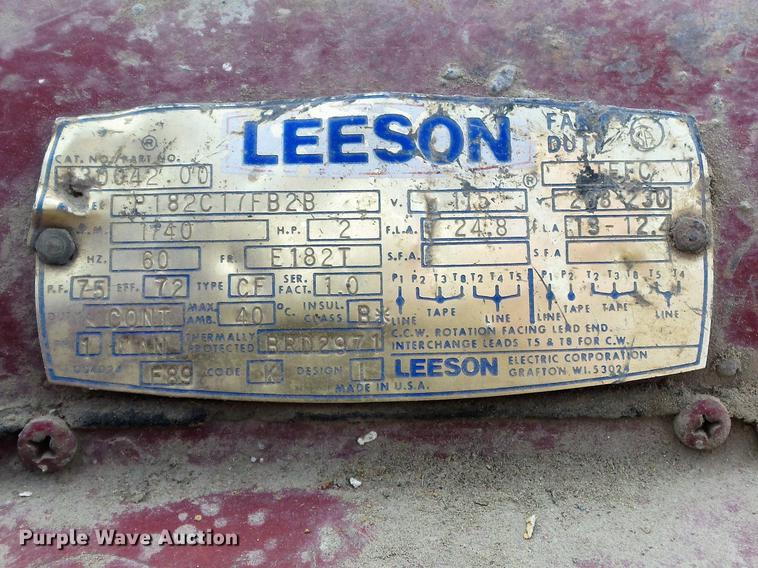 LEESON
®
FARM DUTY
CAT. NO./PART NO.
30042.00
P182C17FB2B
V. 115
V. 208-230
1740
H.P. 2
F.L.A. 24.8
F.L.A. 13-12.4
HZ. 60
FR. E182T
S.F.A.
S.F.A.
P.F. 75 EFF. 72 TYPE CF SER. FACT. 1.0
P1 P2 T3 T8 T2 T4 T5
P1 P2 T2 T3 T8 T5 T4
LINE TAPE LINE
LINE TAPE TAPE LINE
CONT MAX. AMB. 40 °C. INSUL. CLASS B
1 MAN THERMALLY PROTECTED BRD2971
C.C.W. ROTATION FACING LEAD END.
INTERCHANGE LEADS T5 & T8 FOR C.W.
F89 CODE K DESIGN L
LEESON ELECTRIC CORPORATION
GRAFTON, WI. 53024
MADE IN U.S.A.
Purple Wave Auction